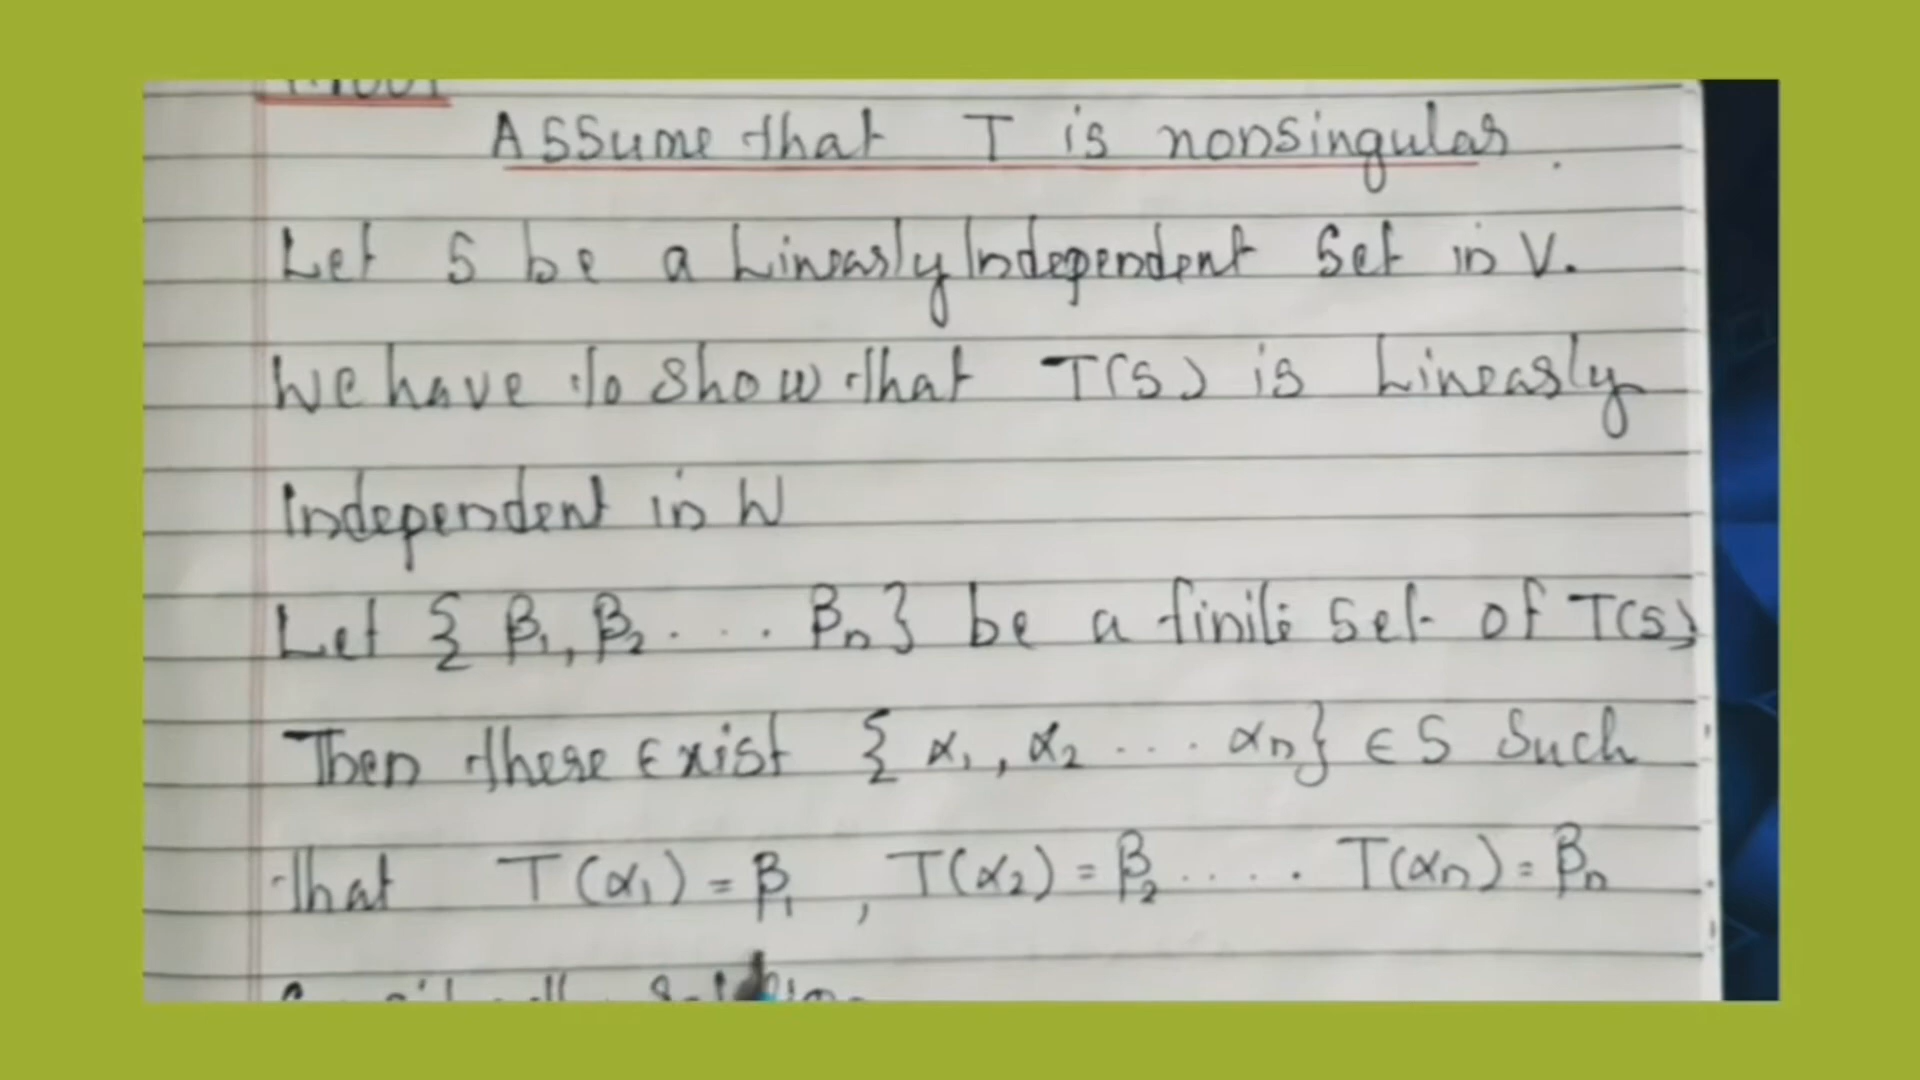 Proof
Assume that T is nonsingular.
Let S be a Linearly Independent Set in V.
We have to show that T(S) is Linearly
Independent in W
Let { β₁, β₂ . . . . βₙ} be a finite set of T(S)
Then there Exist { α₁, α₂ .... αₙ} ∈ S Such
that T(α₁) = β₁ , T(α₂) = β₂ ..... T(αₙ) = βₙ